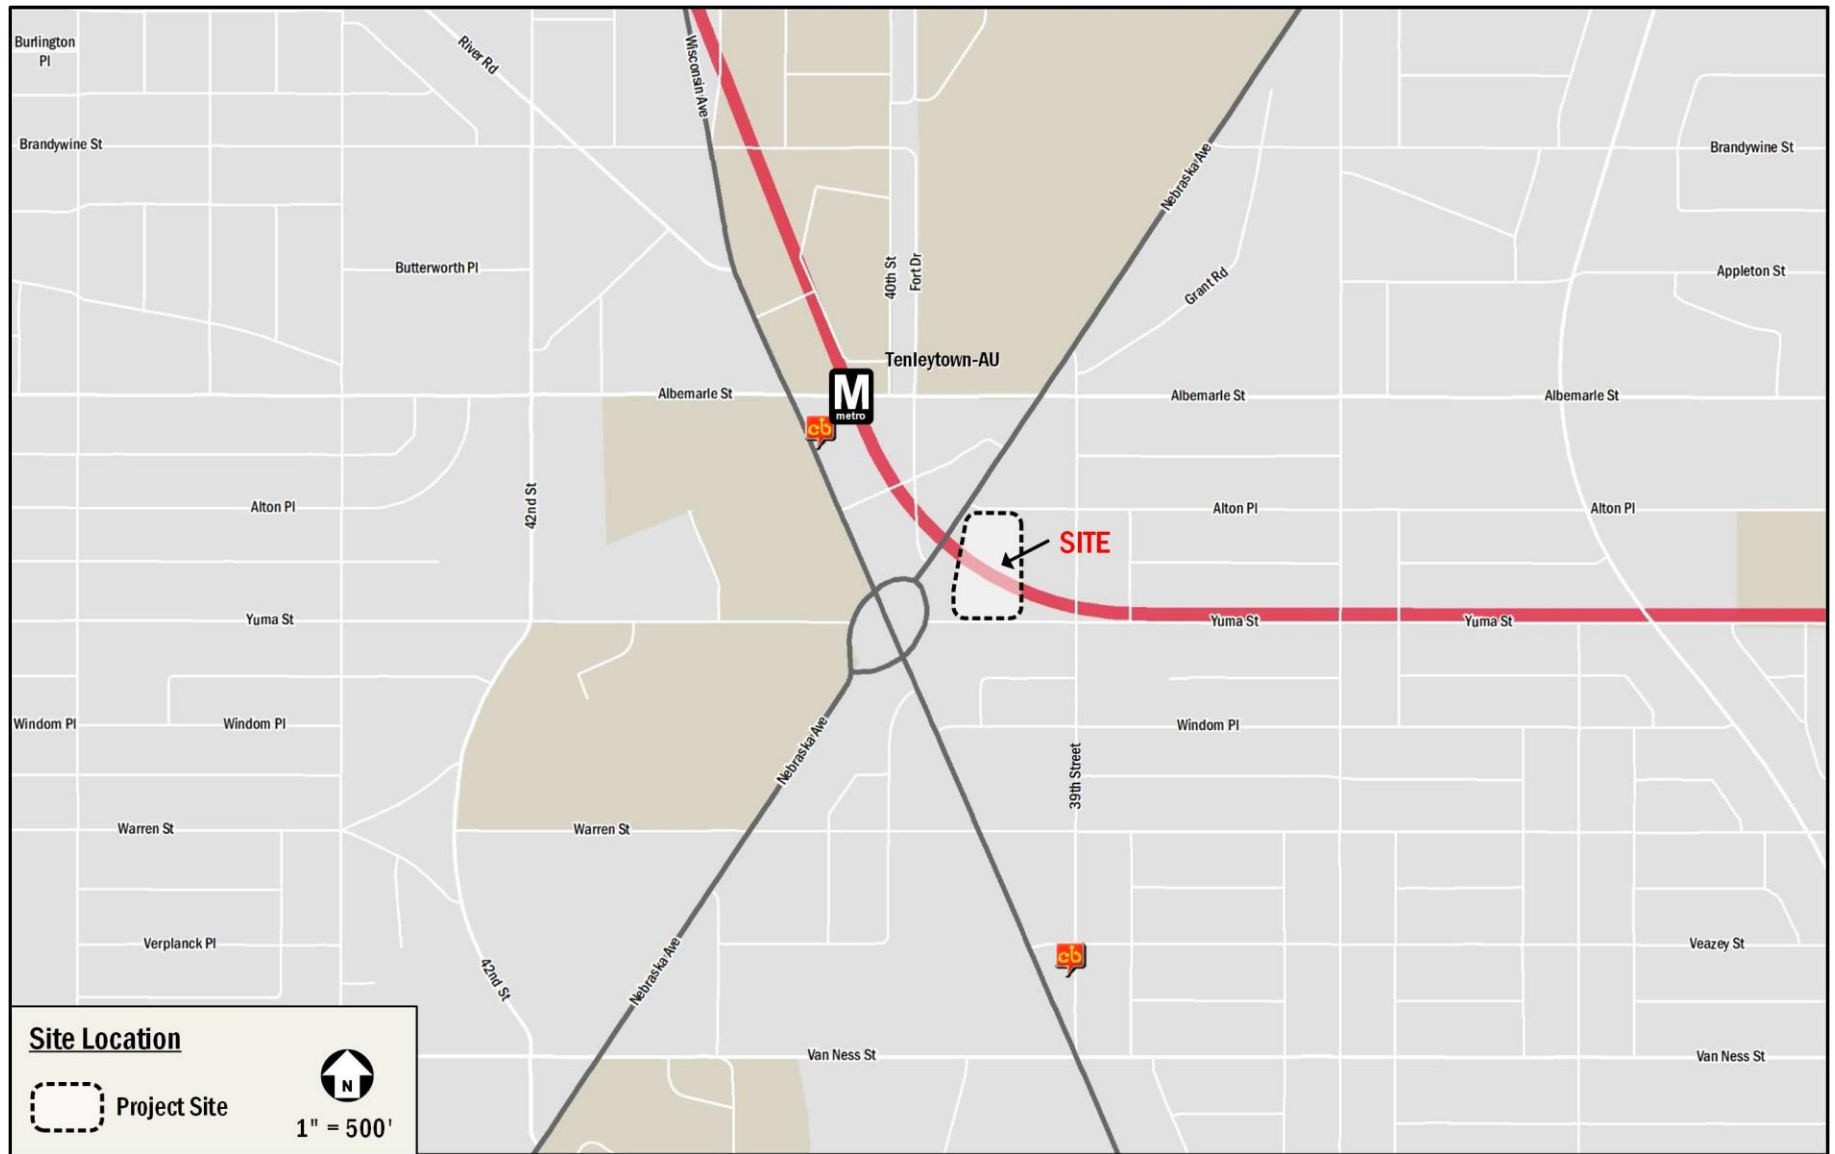 Burlington
Pl
River Rd
Wisconsin Ave
Brandywine St
Nebraska Ave
Brandywine St
Butterworth Pl
40th St
Fort Dr
Grant Rd
Appleton St
Tenleytown-AU
M
metro
Albemarle St
Albemarle St
Albemarle St
cb
Alton Pl
42nd St
Alton Pl
Alton Pl
SITE
Yuma St
Yuma St
Yuma St
Windom Pl
Windom Pl
Windom Pl
Nebraska Ave
39th Street
Warren St
Warren St
Verplanck Pl
42nd St
Nebraska Ave
cb
Veazey St
Van Ness St
Van Ness St
Site Location
N
Project Site
1" = 500'